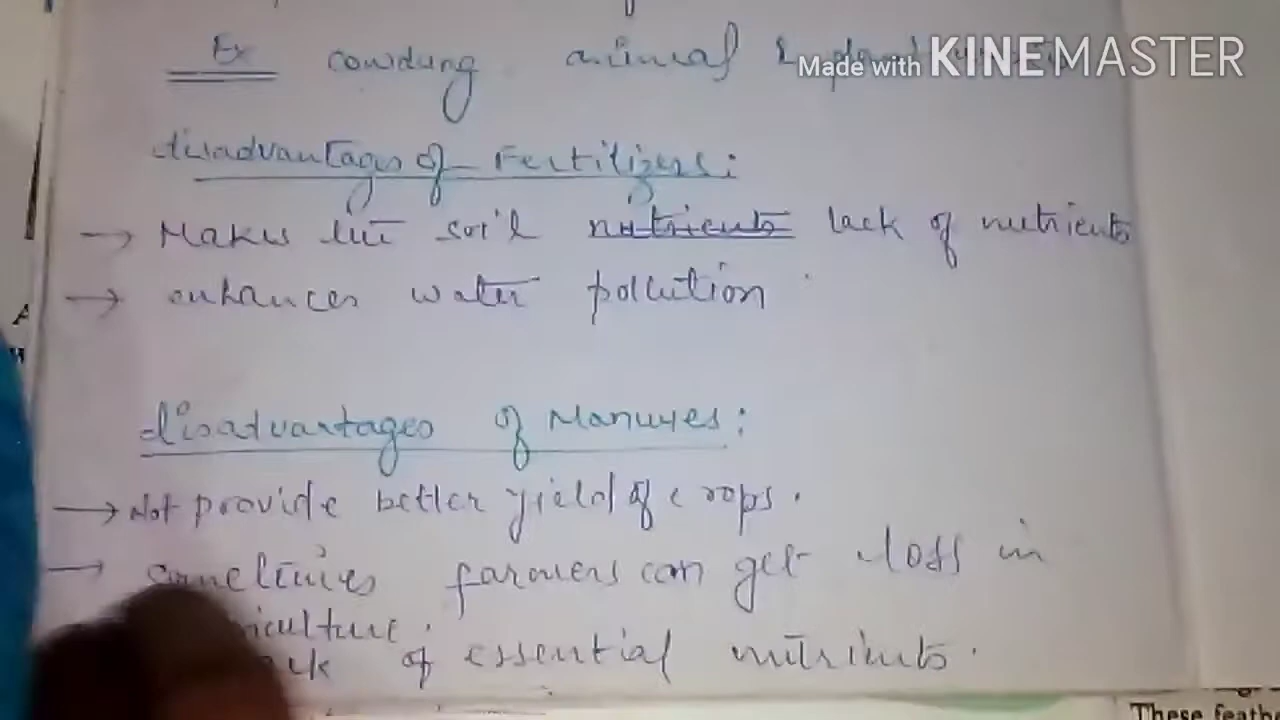 Ex cowdung animal &
Made with KINEMASTER
disadvantages of Fertilizers:
→ Makes the soil nutrients lack of nutrients
→ enhances water pollution
disadvantages of Manures:
→ Not provide better yield of crops.
→ Sometimes farmers can get loss in
iculture.
of essential nutrients.
These feathe